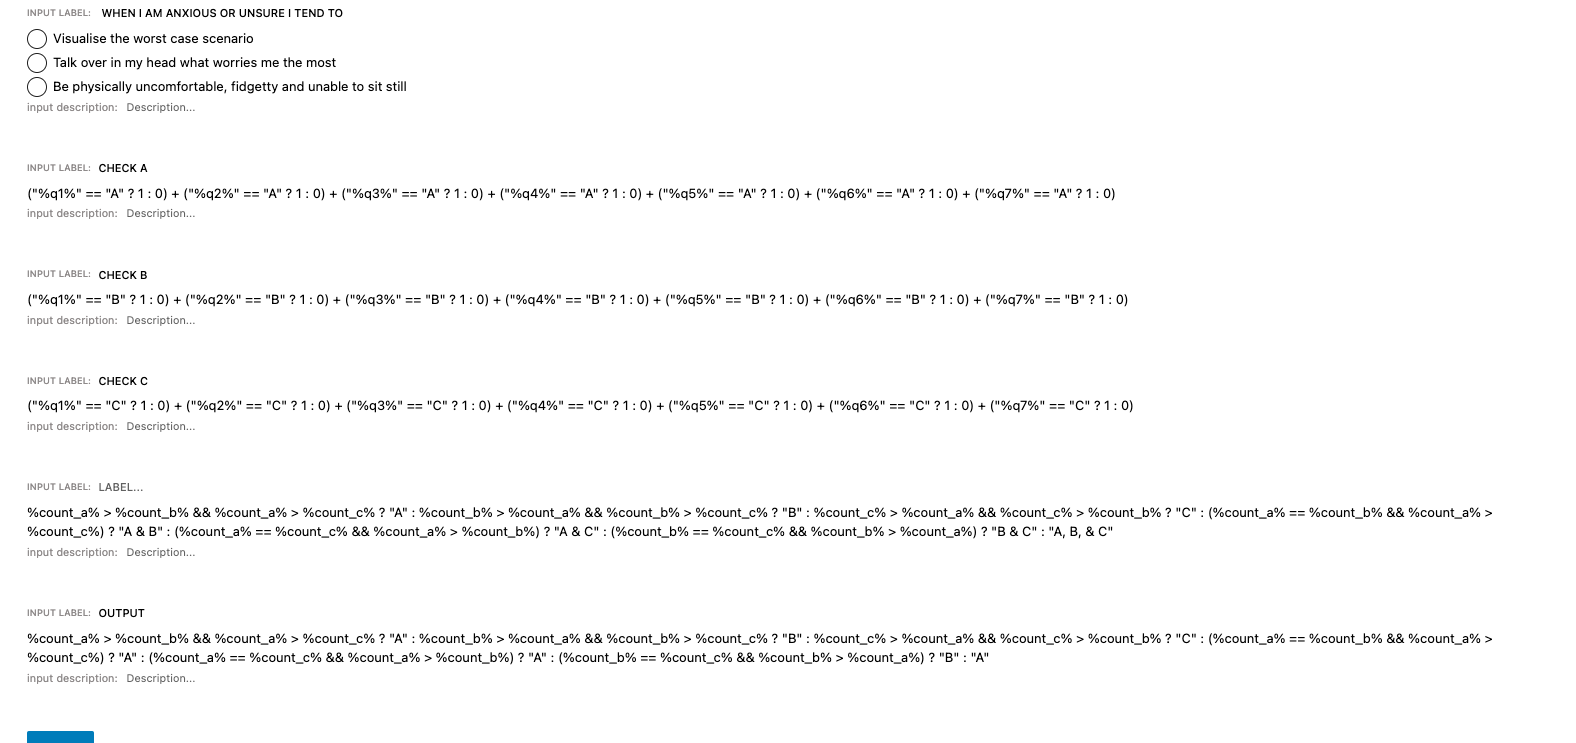 INPUT LABEL: WHEN I AM ANXIOUS OR UNSURE I TEND TO
Visualise the worst case scenario
Talk over in my head what worries me the most
Be physically uncomfortable, fidgetty and unable to sit still
input description: Description...
INPUT LABEL: CHECK A
("%q1%" == "A" ? 1 : 0) + ("%q2%" == "A" ? 1 : 0) + ("%q3%" == "A" ? 1 : 0) + ("%q4%" == "A" ? 1 : 0) + ("%q5%" == "A" ? 1 : 0) + ("%q6%" == "A" ? 1 : 0) + ("%q7%" == "A" ? 1 : 0)
input description: Description...
INPUT LABEL: CHECK B
("%q1%" == "B" ? 1 : 0) + ("%q2%" == "B" ? 1 : 0) + ("%q3%" == "B" ? 1 : 0) + ("%q4%" == "B" ? 1 : 0) + ("%q5%" == "B" ? 1 : 0) + ("%q6%" == "B" ? 1 : 0) + ("%q7%" == "B" ? 1 : 0)
input description: Description...
INPUT LABEL: CHECK C
("%q1%" == "C" ? 1 : 0) + ("%q2%" == "C" ? 1 : 0) + ("%q3%" == "C" ? 1 : 0) + ("%q4%" == "C" ? 1 : 0) + ("%q5%" == "C" ? 1 : 0) + ("%q6%" == "C" ? 1 : 0) + ("%q7%" == "C" ? 1 : 0)
input description: Description...
INPUT LABEL: LABEL...
%count_a% > %count_b% && %count_a% > %count_c% ? "A" : %count_b% > %count_a% && %count_b% > %count_c% ? "B" : %count_c% > %count_a% && %count_c% > %count_b% ? "C" : (%count_a% == %count_b% && %count_a% >
%count_c%) ? "A & B" : (%count_a% == %count_c% && %count_a% > %count_b%) ? "A & C" : (%count_b% == %count_c% && %count_b% > %count_a%) ? "B & C" : "A, B, & C"
input description: Description...
INPUT LABEL: OUTPUT
%count_a% > %count_b% && %count_a% > %count_c% ? "A" : %count_b% > %count_a% && %count_b% > %count_c% ? "B" : %count_c% > %count_a% && %count_c% > %count_b% ? "C" : (%count_a% == %count_b% && %count_a% >
%count_c%) ? "A" : (%count_a% == %count_c% && %count_a% > %count_b%) ? "A" : (%count_b% == %count_c% && %count_b% > %count_a%) ? "B" : "A"
input description: Description...